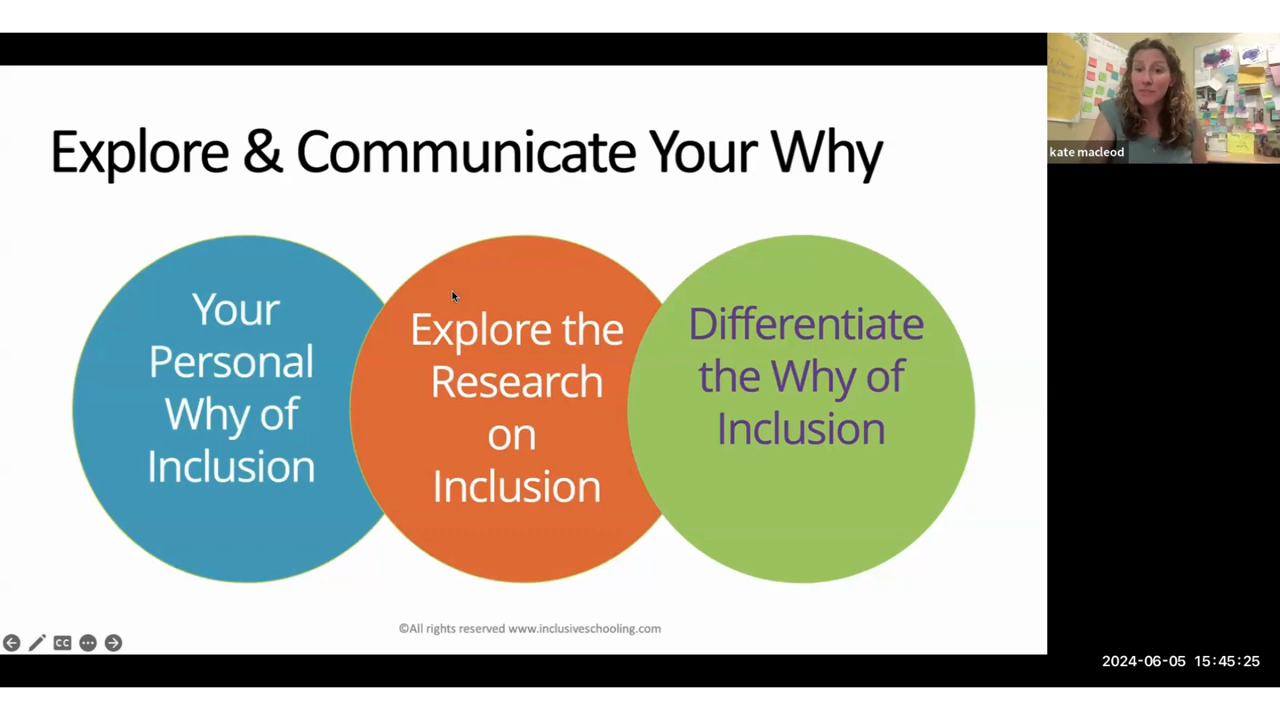 Explore & Communicate Your Why
Your
Personal
Why of
Inclusion
Explore the
Research
on
Inclusion
Differentiate
the Why of
Inclusion
©All rights reserved www.inclusiveschooling.com
CC
kate macleod
2024-06-05 15:45:25